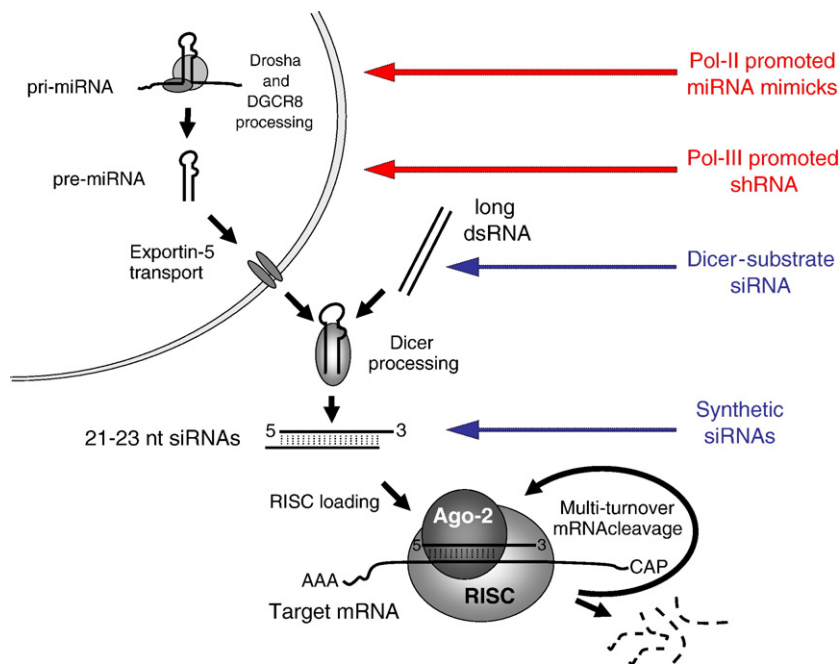 pri-miRNA
Drosha
and
DGCR8
processing
Pol-II promoted
miRNA mimicks
pre-miRNA
Pol-III promoted
shRNA
Exportin-5
transport
long
dsRNA
Dicer-substrate
siRNA
Dicer
processing
21-23 nt siRNAs
5
3
Synthetic
siRNAs
RISC loading
Ago-2
5
3
Multi-turnover
mRNAcleavage
AAA
CAP
RISC
Target mRNA